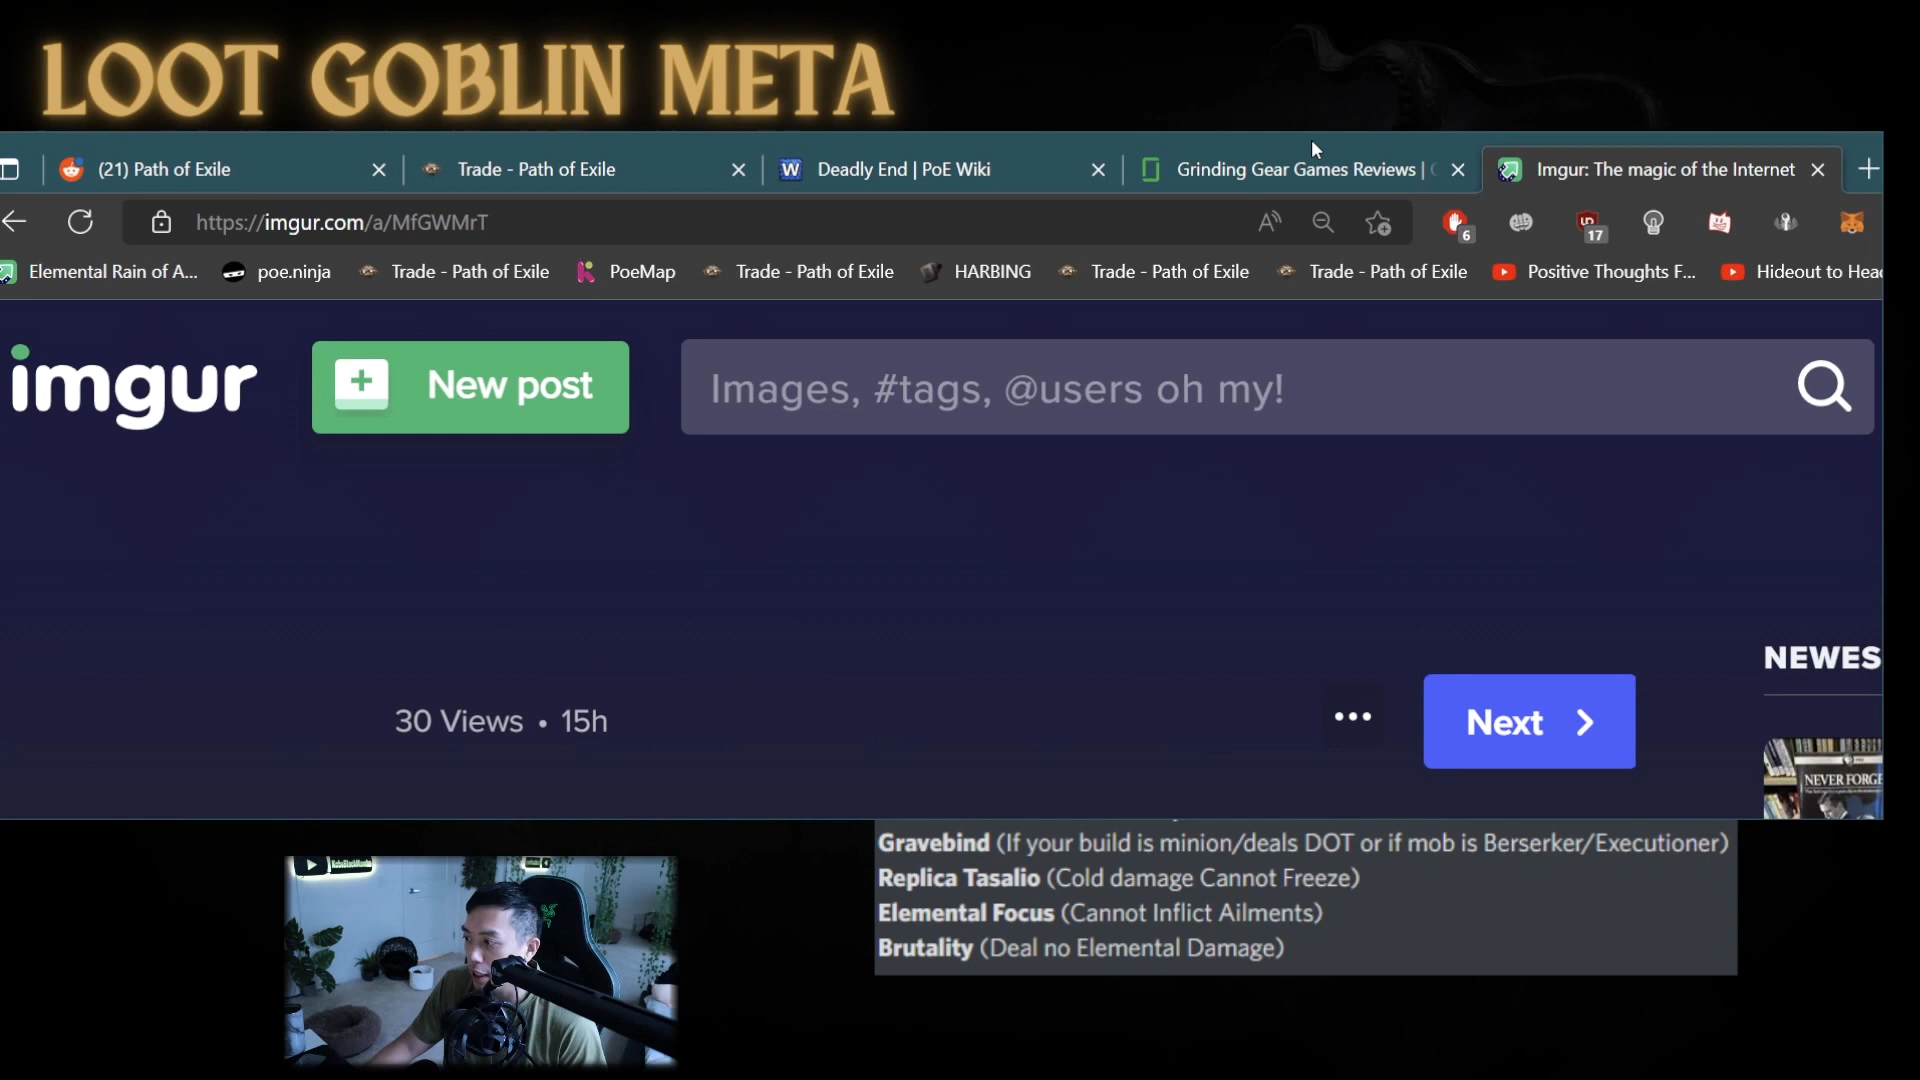 LOOT GOBLIN META
(21) Path of Exile
Trade - Path of Exile
W
Deadly End | PoE Wiki
Grinding Gear Games Reviews |
Imgur: The magic of the Internet
https://imgur.com/a/MfGWMrT
6
17
Elemental Rain of A...
poe.ninja
Trade - Path of Exile
PoeMap
Trade - Path of Exile
HARBING
Trade - Path of Exile
Trade - Path of Exile
Positive Thoughts F...
Hideout to Hea
imgur
New post
Images, #tags, @users oh my!
NEWES
30 Views • 15h
Next
NEVER FORGE
Gravebind (If your build is minion/deals DOT or if mob is Berserker/Executioner)
Replica Tasalio (Cold damage Cannot Freeze)
Elemental Focus (Cannot Inflict Ailments)
Brutality (Deal no Elemental Damage)